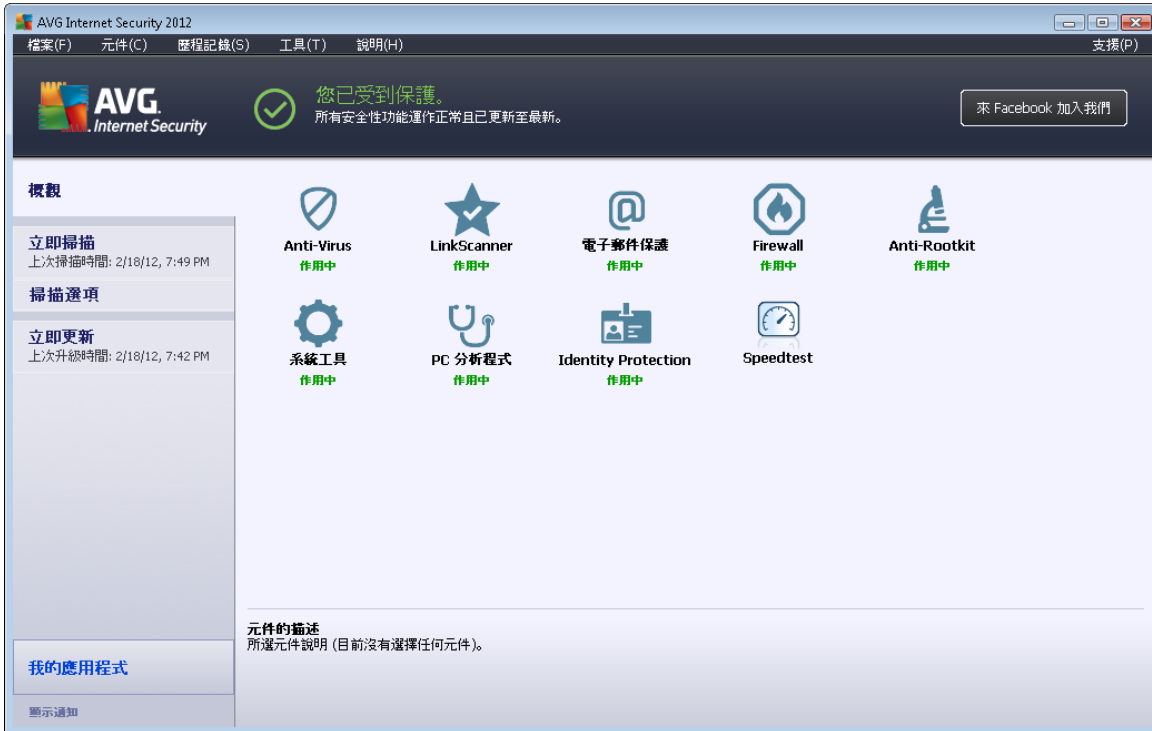 AVG Internet Security 2012
檔案(F) 元件(C) 歷程記錄(S) 工具(T) 說明(H) 支援(P)
AVG.
Internet Security
您已受到保護。
所有安全性功能運作正常且已更新至最新。
來 Facebook 加入我們
概觀
立即掃描
上次掃描時間: 2/18/12, 7:49 PM
掃描選項
立即更新
上次升級時間: 2/18/12, 7:42 PM
Anti-Virus
作用中
LinkScanner
作用中
電子郵件保護
作用中
Firewall
作用中
Anti-Rootkit
作用中
系統工具
作用中
PC 分析程式
作用中
Identity Protection
作用中
Speedtest
元件的描述
所選元件說明 (目前沒有選擇任何元件)。
我的應用程式
顯示通知